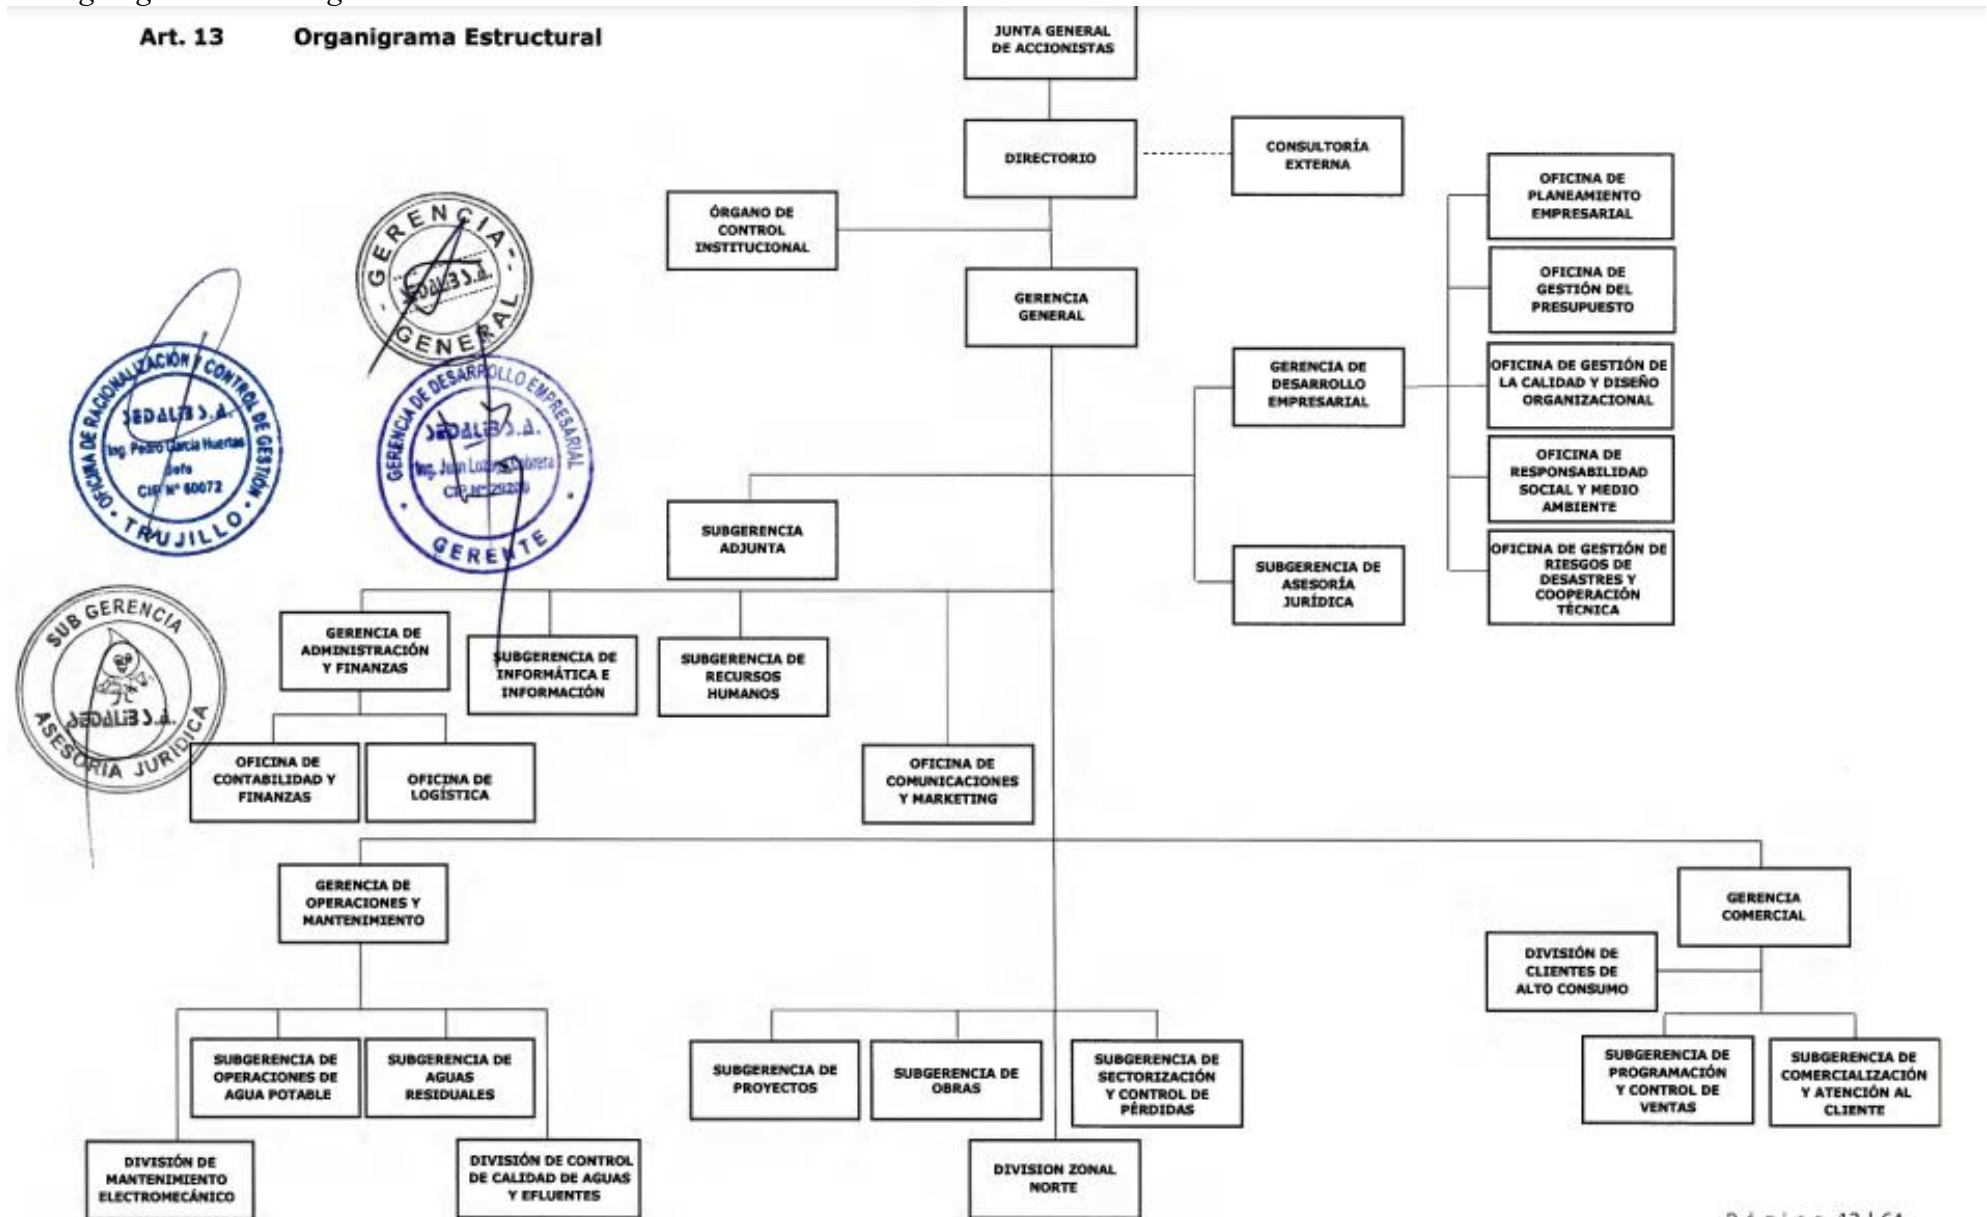 Art. 13 Organigrama Estructural
JUNTA GENERAL
DE ACCIONISTAS
DIRECTORIO
CONSULTORÍA
EXTERNA
ÓRGANO DE
CONTROL
INSTITUCIONAL
GERENCIA
GENERAL
GERENCIA DE
DESARROLLO
EMPRESARIAL
OFICINA DE
PLANEAMIENTO
EMPRESARIAL
OFICINA DE
GESTIÓN DEL
PRESUPUESTO
OFICINA DE GESTIÓN DE
LA CALIDAD Y DISEÑO
ORGANIZACIONAL
OFICINA DE
RESPONSABILIDAD
SOCIAL Y MEDIO
AMBIENTE
OFICINA DE GESTIÓN DE
RIESGOS DE
DESASTRES Y
COOPERACIÓN
TÉCNICA
SUBGERENCIA
ADJUNTA
SUBGERENCIA DE
ASESORÍA
JURÍDICA
GERENCIA DE
ADMINISTRACIÓN
Y FINANZAS
SUBGERENCIA DE
INFORMÁTICA E
INFORMACIÓN
SUBGERENCIA DE
RECURSOS
HUMANOS
OFICINA DE
CONTABILIDAD Y
FINANZAS
OFICINA DE
LOGÍSTICA
OFICINA DE
COMUNICACIONES
Y MARKETING
GERENCIA DE
OPERACIONES Y
MANTENIMIENTO
GERENCIA
COMERCIAL
DIVISIÓN DE
CLIENTES DE
ALTO CONSUMO
SUBGERENCIA DE
OPERACIONES DE
AGUA POTABLE
SUBGERENCIA DE
AGUAS
RESIDUALES
SUBGERENCIA DE
PROYECTOS
SUBGERENCIA DE
OBRAS
SUBGERENCIA DE
SECTORIZACIÓN
Y CONTROL DE
PÉRDIDAS
SUBGERENCIA DE
PROGRAMACIÓN
Y CONTROL DE
VENTAS
SUBGERENCIA DE
COMERCIALIZACIÓN
Y ATENCIÓN AL
CLIENTE
DIVISIÓN DE
MANTENIMIENTO
ELECTROMECÁNICO
DIVISIÓN DE CONTROL
DE CALIDAD DE AGUAS
Y EFLUENTES
DIVISION ZONAL
NORTE
- GERENCIA -
GENERAL
SEDALIB S.A.
OFICINA DE RACIONALIZACIÓN Y CONTROL DE GESTIÓN
SEDALIB S.A.
Ing. Pedro García Huertas
Jefe
CIP N° 60072
TRUJILLO
GERENCIA DE DESARROLLO EMPRESARIAL
SEDALIB S.A.
Ing. Juan
CIP N°
GERENTE
SUB GERENCIA
SEDALIB S.A.
ASESORIA JURIDICA